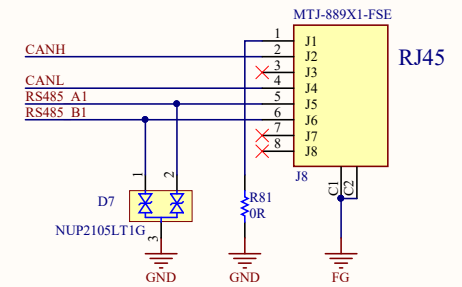 MTJ-889X1-FSE
RJ45
1 J1
CANH 2 J2
3 J3
CANL 4 J4
RS485_A1 5 J5
RS485_B1 6 J6
7 J7
8 J8
J8
1 2 C1 C2
D7 R81
0R
NUP2105LT1G
3
GND GND FG